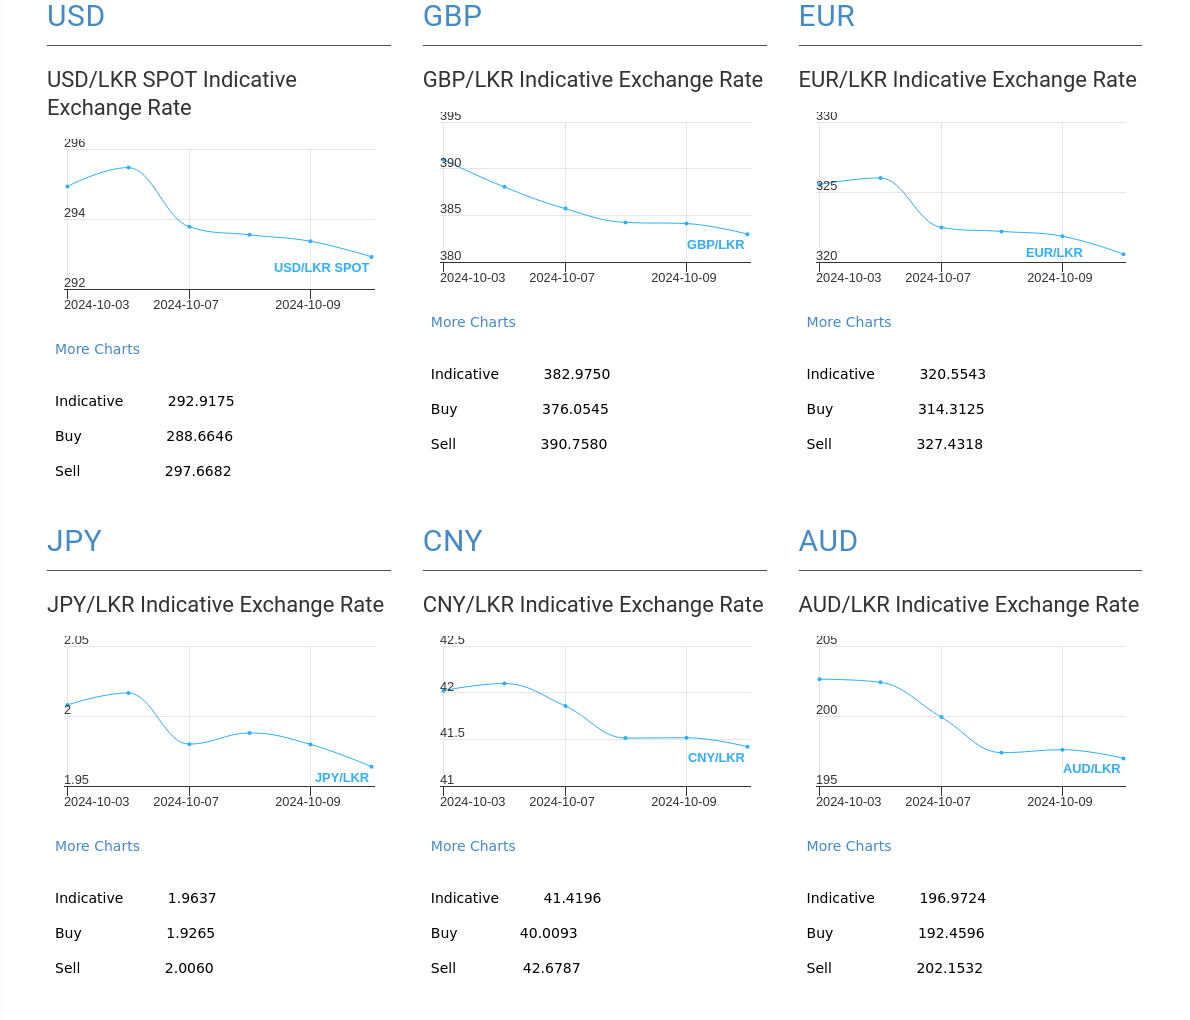 USD
USD/LKR SPOT Indicative
Exchange Rate
296
294
292
USD/LKR SPOT
2024-10-03 2024-10-07 2024-10-09
More Charts
Indicative 292.9175
Buy 288.6646
Sell 297.6682
GBP
GBP/LKR Indicative Exchange Rate
395
390
385
380
GBP/LKR
2024-10-03 2024-10-07 2024-10-09
More Charts
Indicative 382.9750
Buy 376.0545
Sell 390.7580
EUR
EUR/LKR Indicative Exchange Rate
330
325
320
EUR/LKR
2024-10-03 2024-10-07 2024-10-09
More Charts
Indicative 320.5543
Buy 314.3125
Sell 327.4318
JPY
JPY/LKR Indicative Exchange Rate
2.05
2
1.95
JPY/LKR
2024-10-03 2024-10-07 2024-10-09
More Charts
Indicative 1.9637
Buy 1.9265
Sell 2.0060
CNY
CNY/LKR Indicative Exchange Rate
42.5
42
41.5
41
CNY/LKR
2024-10-03 2024-10-07 2024-10-09
More Charts
Indicative 41.4196
Buy 40.0093
Sell 42.6787
AUD
AUD/LKR Indicative Exchange Rate
205
200
195
AUD/LKR
2024-10-03 2024-10-07 2024-10-09
More Charts
Indicative 196.9724
Buy 192.4596
Sell 202.1532